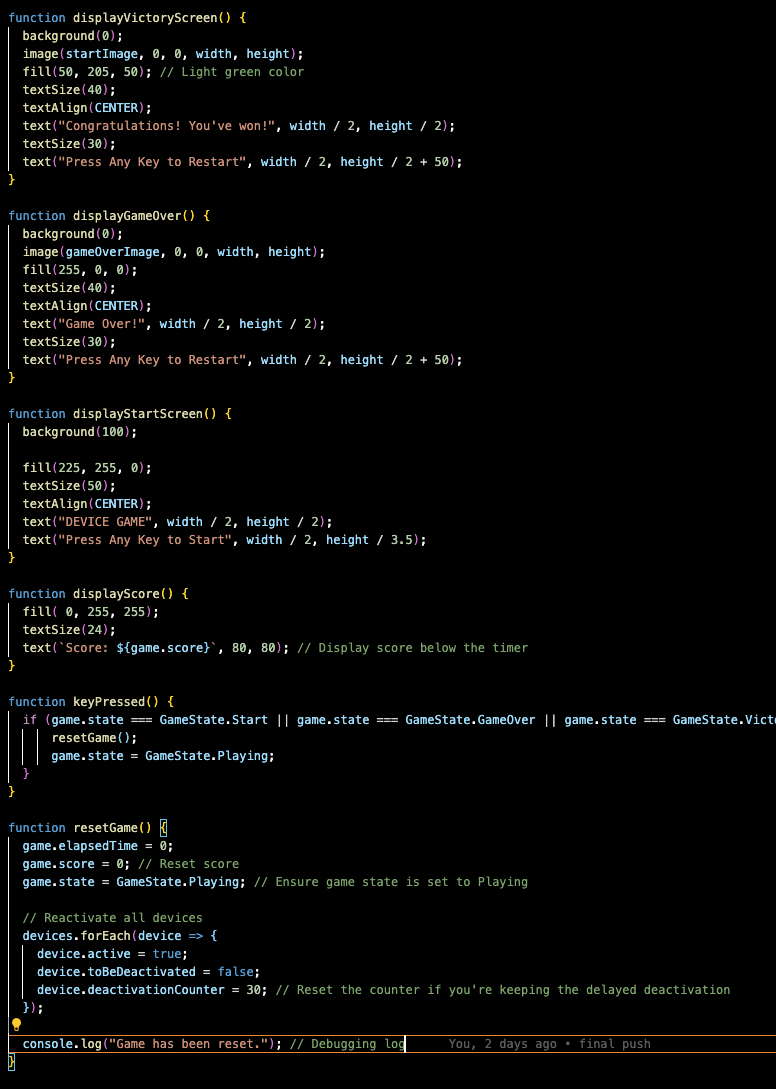 function displayVictoryScreen() {
  background(0);
  image(startImage, 0, 0, width, height);
  fill(50, 205, 50); // Light green color
  textSize(40);
  textAlign(CENTER);
  text("Congratulations! You've won!", width / 2, height / 2);
  textSize(30);
  text("Press Any Key to Restart", width / 2, height / 2 + 50);
}

function displayGameOver() {
  background(0);
  image(gameOverImage, 0, 0, width, height);
  fill(255, 0, 0);
  textSize(40);
  textAlign(CENTER);
  text("Game Over!", width / 2, height / 2);
  textSize(30);
  text("Press Any Key to Restart", width / 2, height / 2 + 50);
}

function displayStartScreen() {
  background(100);

  fill(225, 255, 0);
  textSize(50);
  textAlign(CENTER);
  text("DEVICE GAME", width / 2, height / 2);
  text("Press Any Key to Start", width / 2, height / 3.5);
}

function displayScore() {
  fill( 0, 255, 255);
  textSize(24);
  text(`Score: ${game.score}`, 80, 80); // Display score below the timer
}

function keyPressed() {
  if (game.state === GameState.Start || game.state === GameState.GameOver || game.state === GameState.Vict
      resetGame();
      game.state = GameState.Playing;
  }
}

function resetGame() {
  game.elapsedTime = 0;
  game.score = 0; // Reset score
  game.state = GameState.Playing; // Ensure game state is set to Playing

  // Reactivate all devices
  devices.forEach(device => {
    device.active = true;
    device.toBeDeactivated = false;
    device.deactivationCounter = 30; // Reset the counter if you're keeping the delayed deactivation
  });

  console.log("Game has been reset."); // Debugging log You, 2 days ago • final push
}